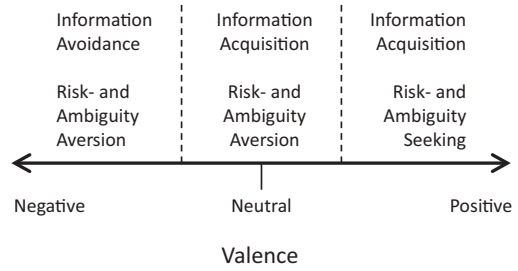 Information
Avoidance
Information
Acquisition
Information
Acquisition
Risk- and
Ambiguity
Aversion
Risk- and
Ambiguity
Aversion
Risk- and
Ambiguity
Seeking
Negative
Neutral
Positive
Valence